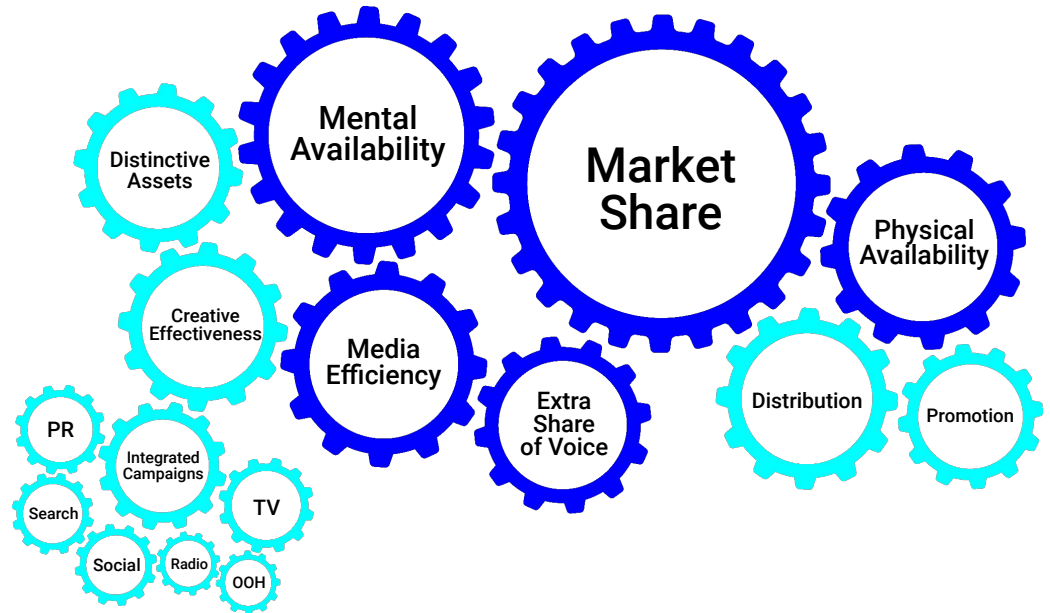 Mental
Availability
Market
Share
Distinctive
Assets
Physical
Availability
Creative
Effectiveness
Media
Efficiency
Extra
Share
of Voice
Distribution
Promotion
PR
Integrated
Campaigns
TV
Search
Social
Radio
OOH